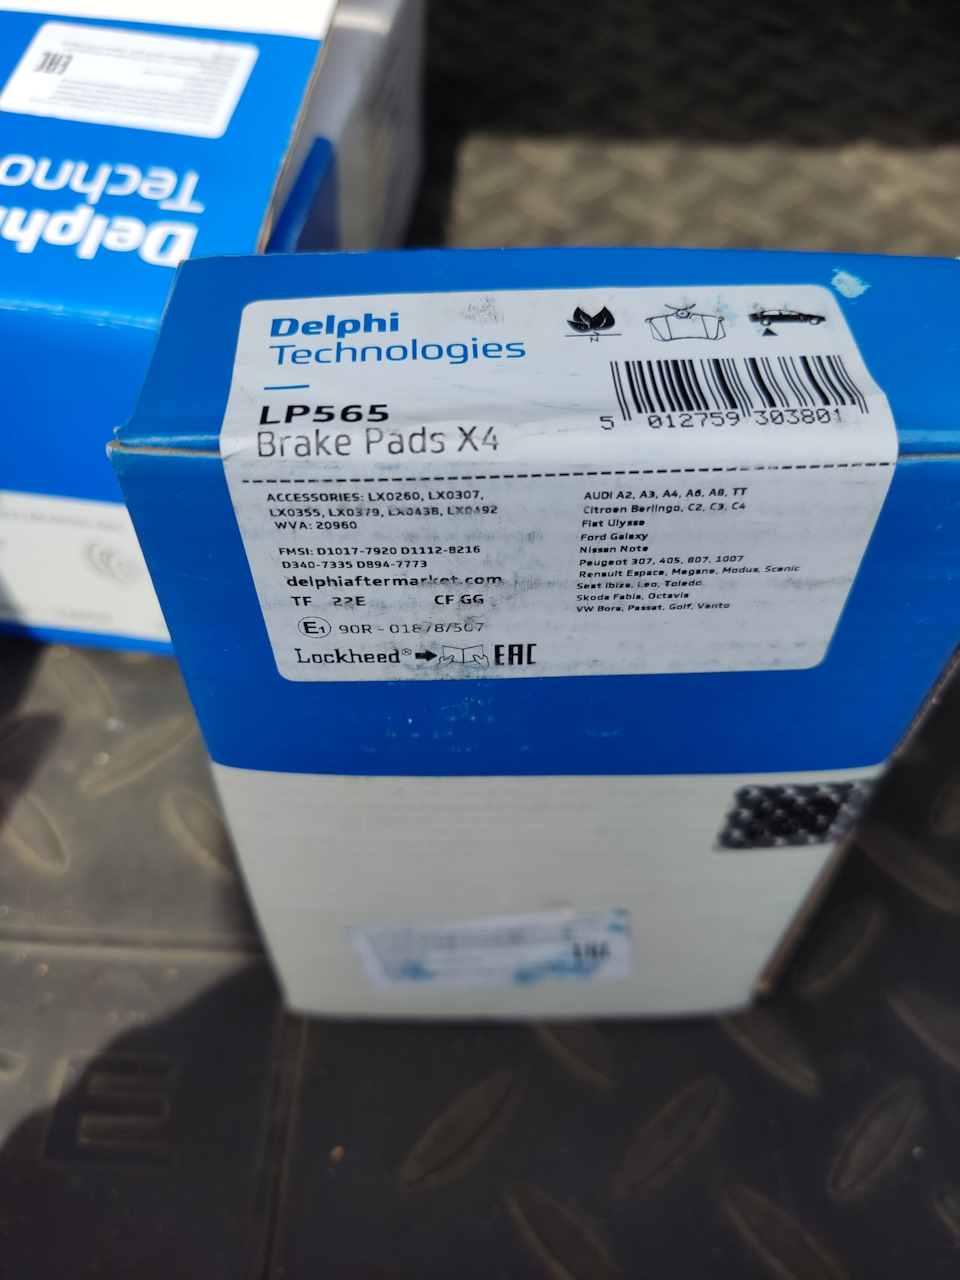 EAC
Delphi
Techno
Delphi
Technologies
LP565
Brake Pads X4
N
5 012759 303801
ACCESSORIES: LX0260, LX0307,
LX0355, LX0379, LX0438, LX0492
WVA: 20960
FMSI: D1017-7920 D1112-8216
D340-7335 D894-7773
delphiaftermarket.com
TF 22E CF GG
E1 90R - 01878/567
Lockheed® EAC
AUDI A2, A3, A4, A6, A8, TT
Citroen Berlingo, C2, C3, C4
Fiat Ulysse
Ford Galaxy
Nissan Note
Peugeot 307, 405, 807, 1007
Renault Espace, Megane, Modus, Scenic
Seat Ibiza, Leo, Toledo
Skoda Fabia, Octavia
VW Bora, Passat, Golf, Vento
EAC
E